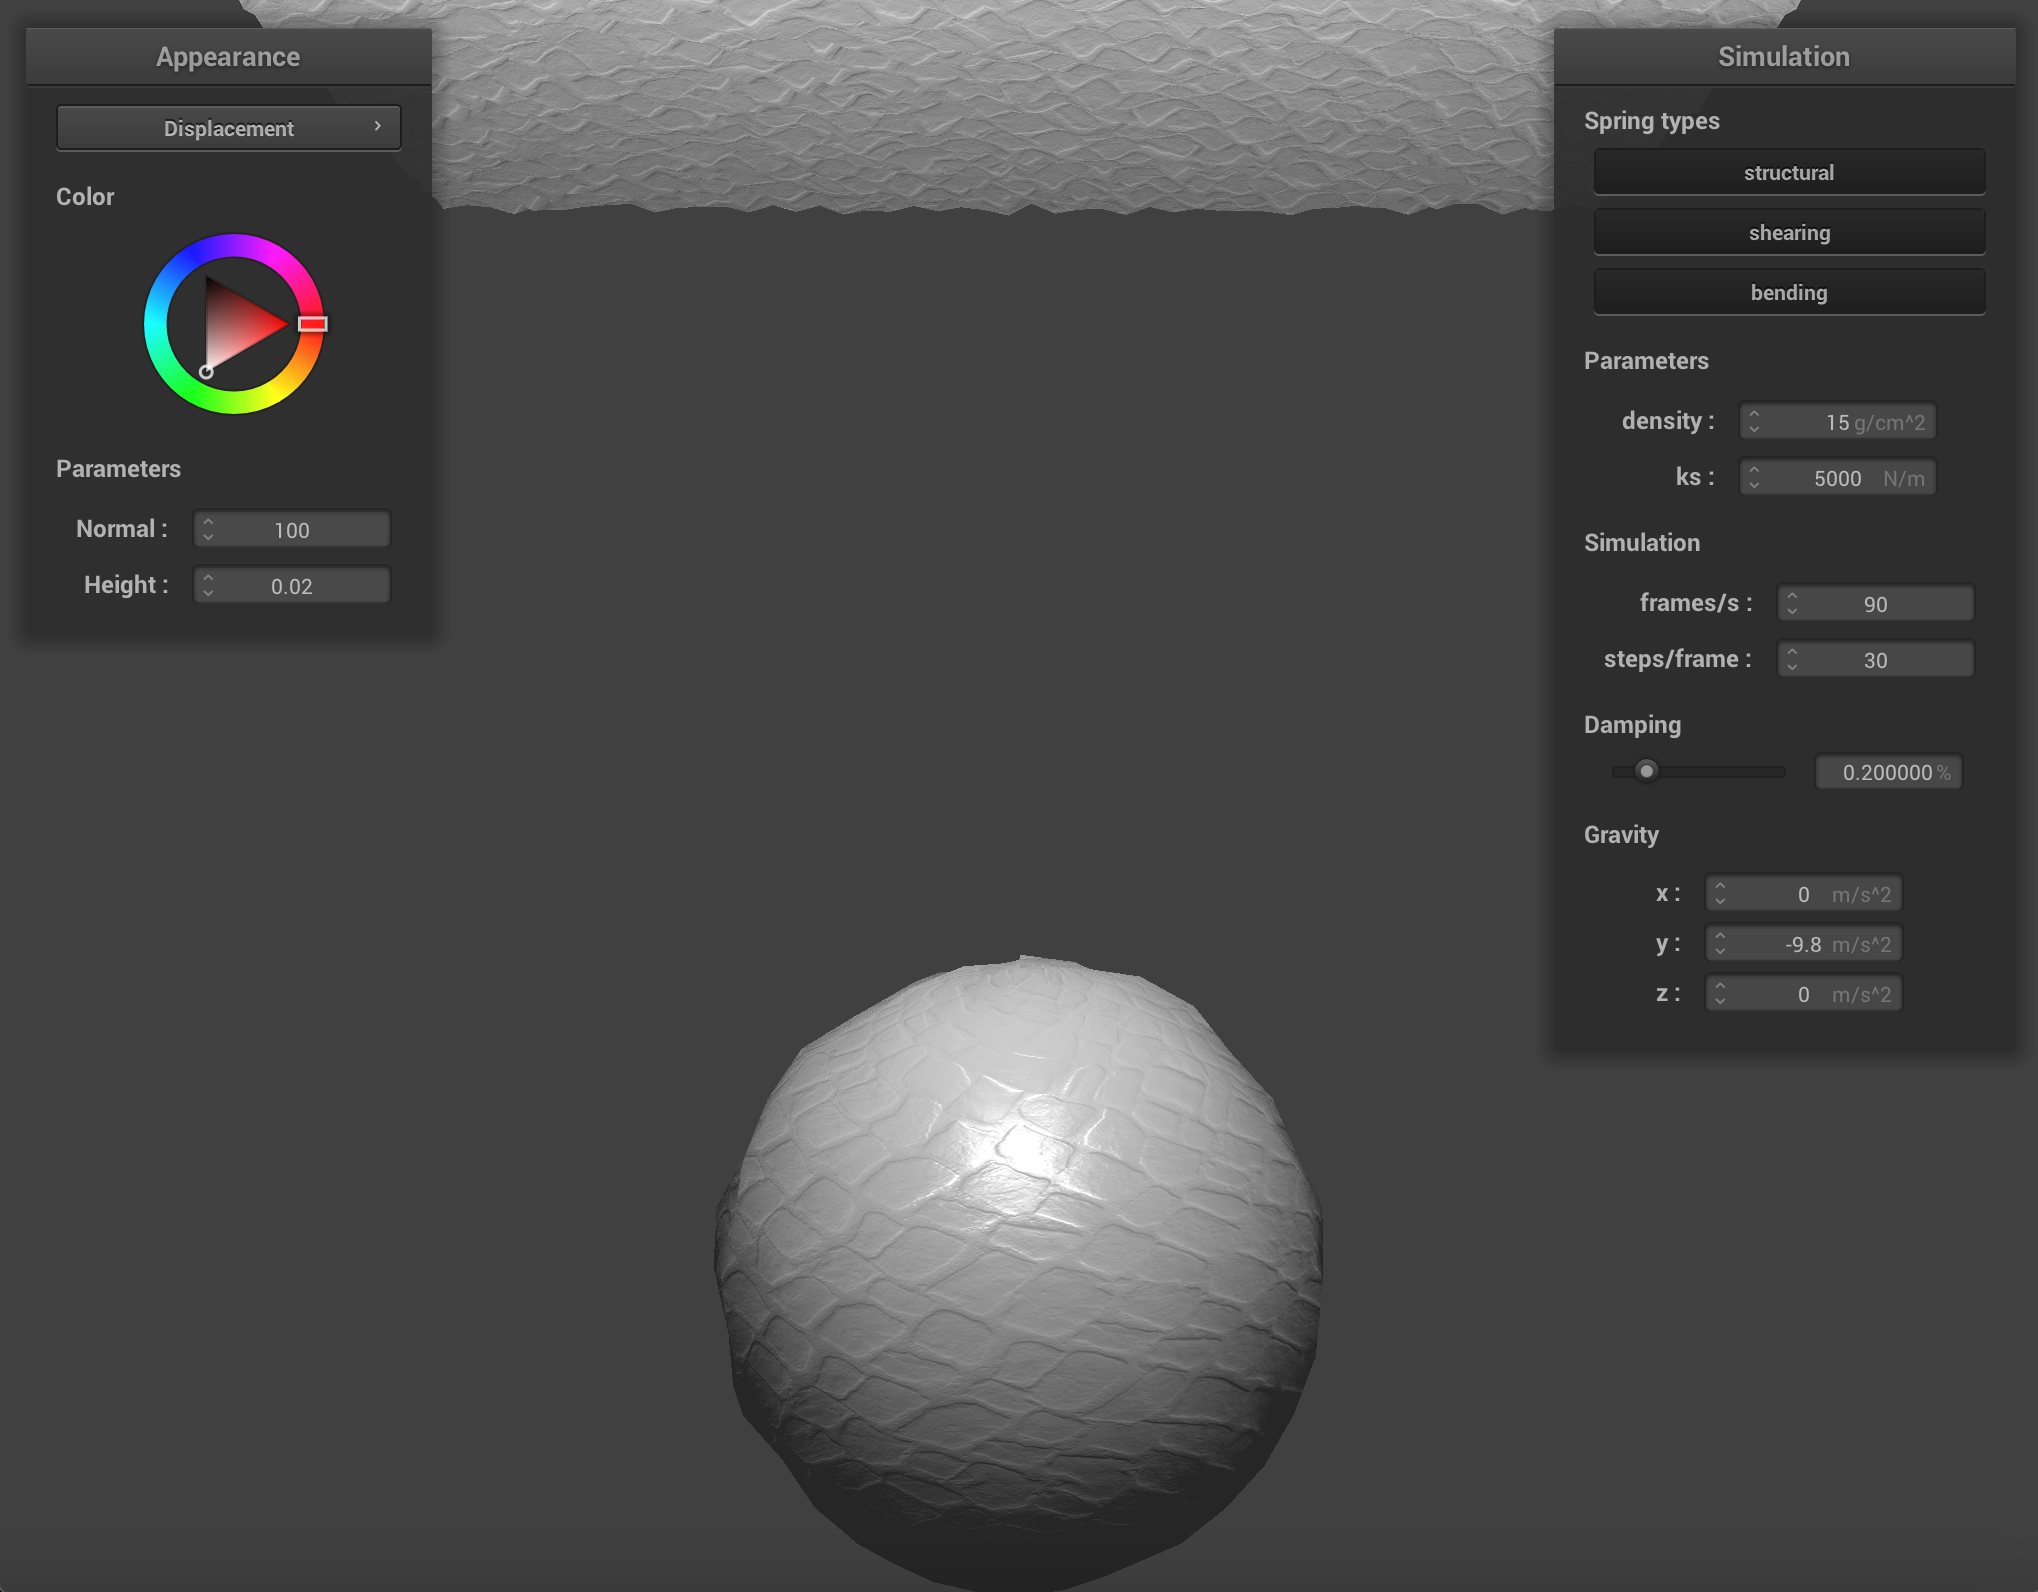 Appearance
Displacement
Color
Parameters
Normal : 100
Height : 0.02
Simulation
Spring types
structural
shearing
bending
Parameters
density : 15 g/cm^2
ks : 5000 N/m
Simulation
frames/s : 90
steps/frame : 30
Damping
0.200000 %
Gravity
x : 0 m/s^2
y : -9.8 m/s^2
z : 0 m/s^2